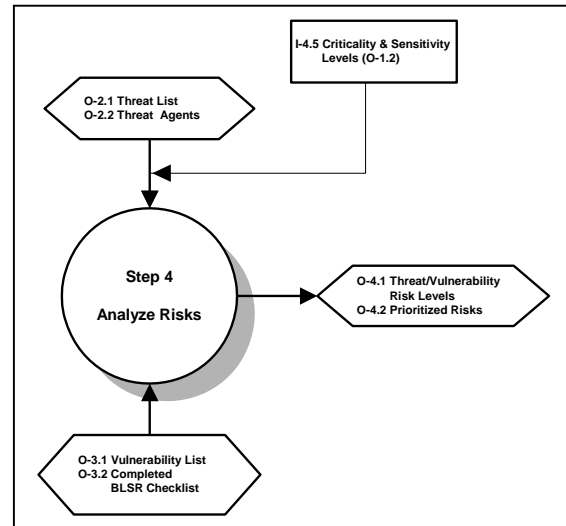 I-4.5 Criticality & Sensitivity
Levels (O-1.2)
O-2.1 Threat List
O-2.2 Threat Agents
Step 4
Analyze Risks
O-4.1 Threat/Vulnerability
Risk Levels
O-4.2 Prioritized Risks
O-3.1 Vulnerability List
O-3.2 Completed
BLSR Checklist